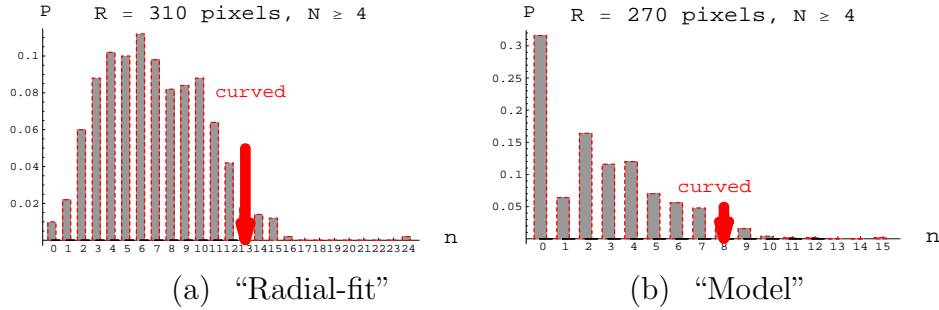 P R = 310 pixels, N ≥ 4
0.1
0.08
0.06
0.04
0.02
curved
0 1 2 3 4 5 6 7 8 9 10 11 12 13 14 15 16 17 18 19 20 21 22 23 24 n
(a) “Radial-fit”
P R = 270 pixels, N ≥ 4
0.3
0.25
0.2
0.15
0.1
0.05
curved
0 1 2 3 4 5 6 7 8 9 10 11 12 13 14 15 n
(b) “Model”